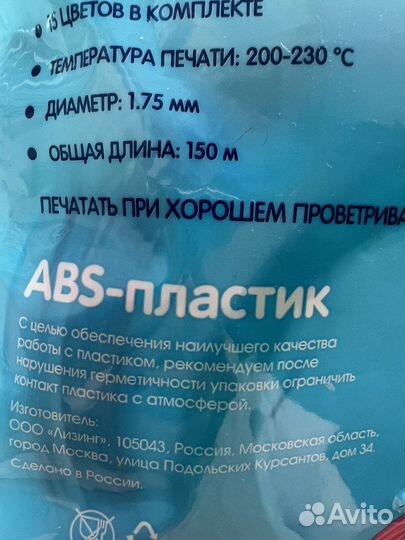 • 15 ЦВЕТОВ В КОМПЛЕКТЕ
• ТЕМПЕРАТУРА ПЕЧАТИ: 200-230 °C
• ДИАМЕТР: 1.75 мм
• ОБЩАЯ ДЛИНА: 150 м
ПЕЧАТАТЬ ПРИ ХОРОШЕМ ПРОВЕТРИВА
ABS-пластик
С целью обеспечения наилучшего качества
работы с пластиком, рекомендуем после
нарушения герметичности упаковки ограничить
контакт пластика с атмосферой.
Изготовитель:
ООО «Лизинг», 105043, Россия, Московская область,
город Москва, улица Подольских Курсантов, дом 34.
Сделано в России.
Avito